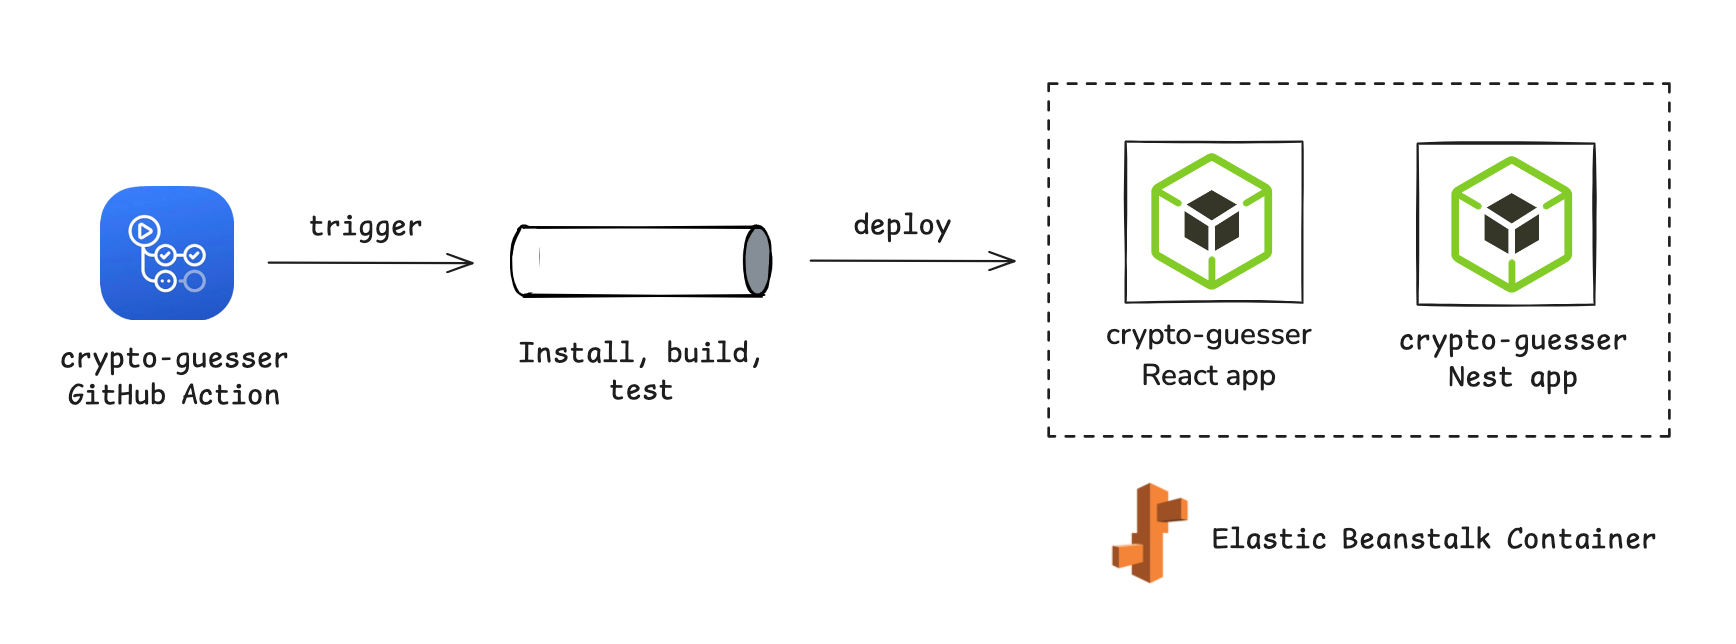 trigger
deploy
crypto-guesser
GitHub Action
Install, build,
test
crypto-guesser
React app
crypto-guesser
Nest app
Elastic Beanstalk Container